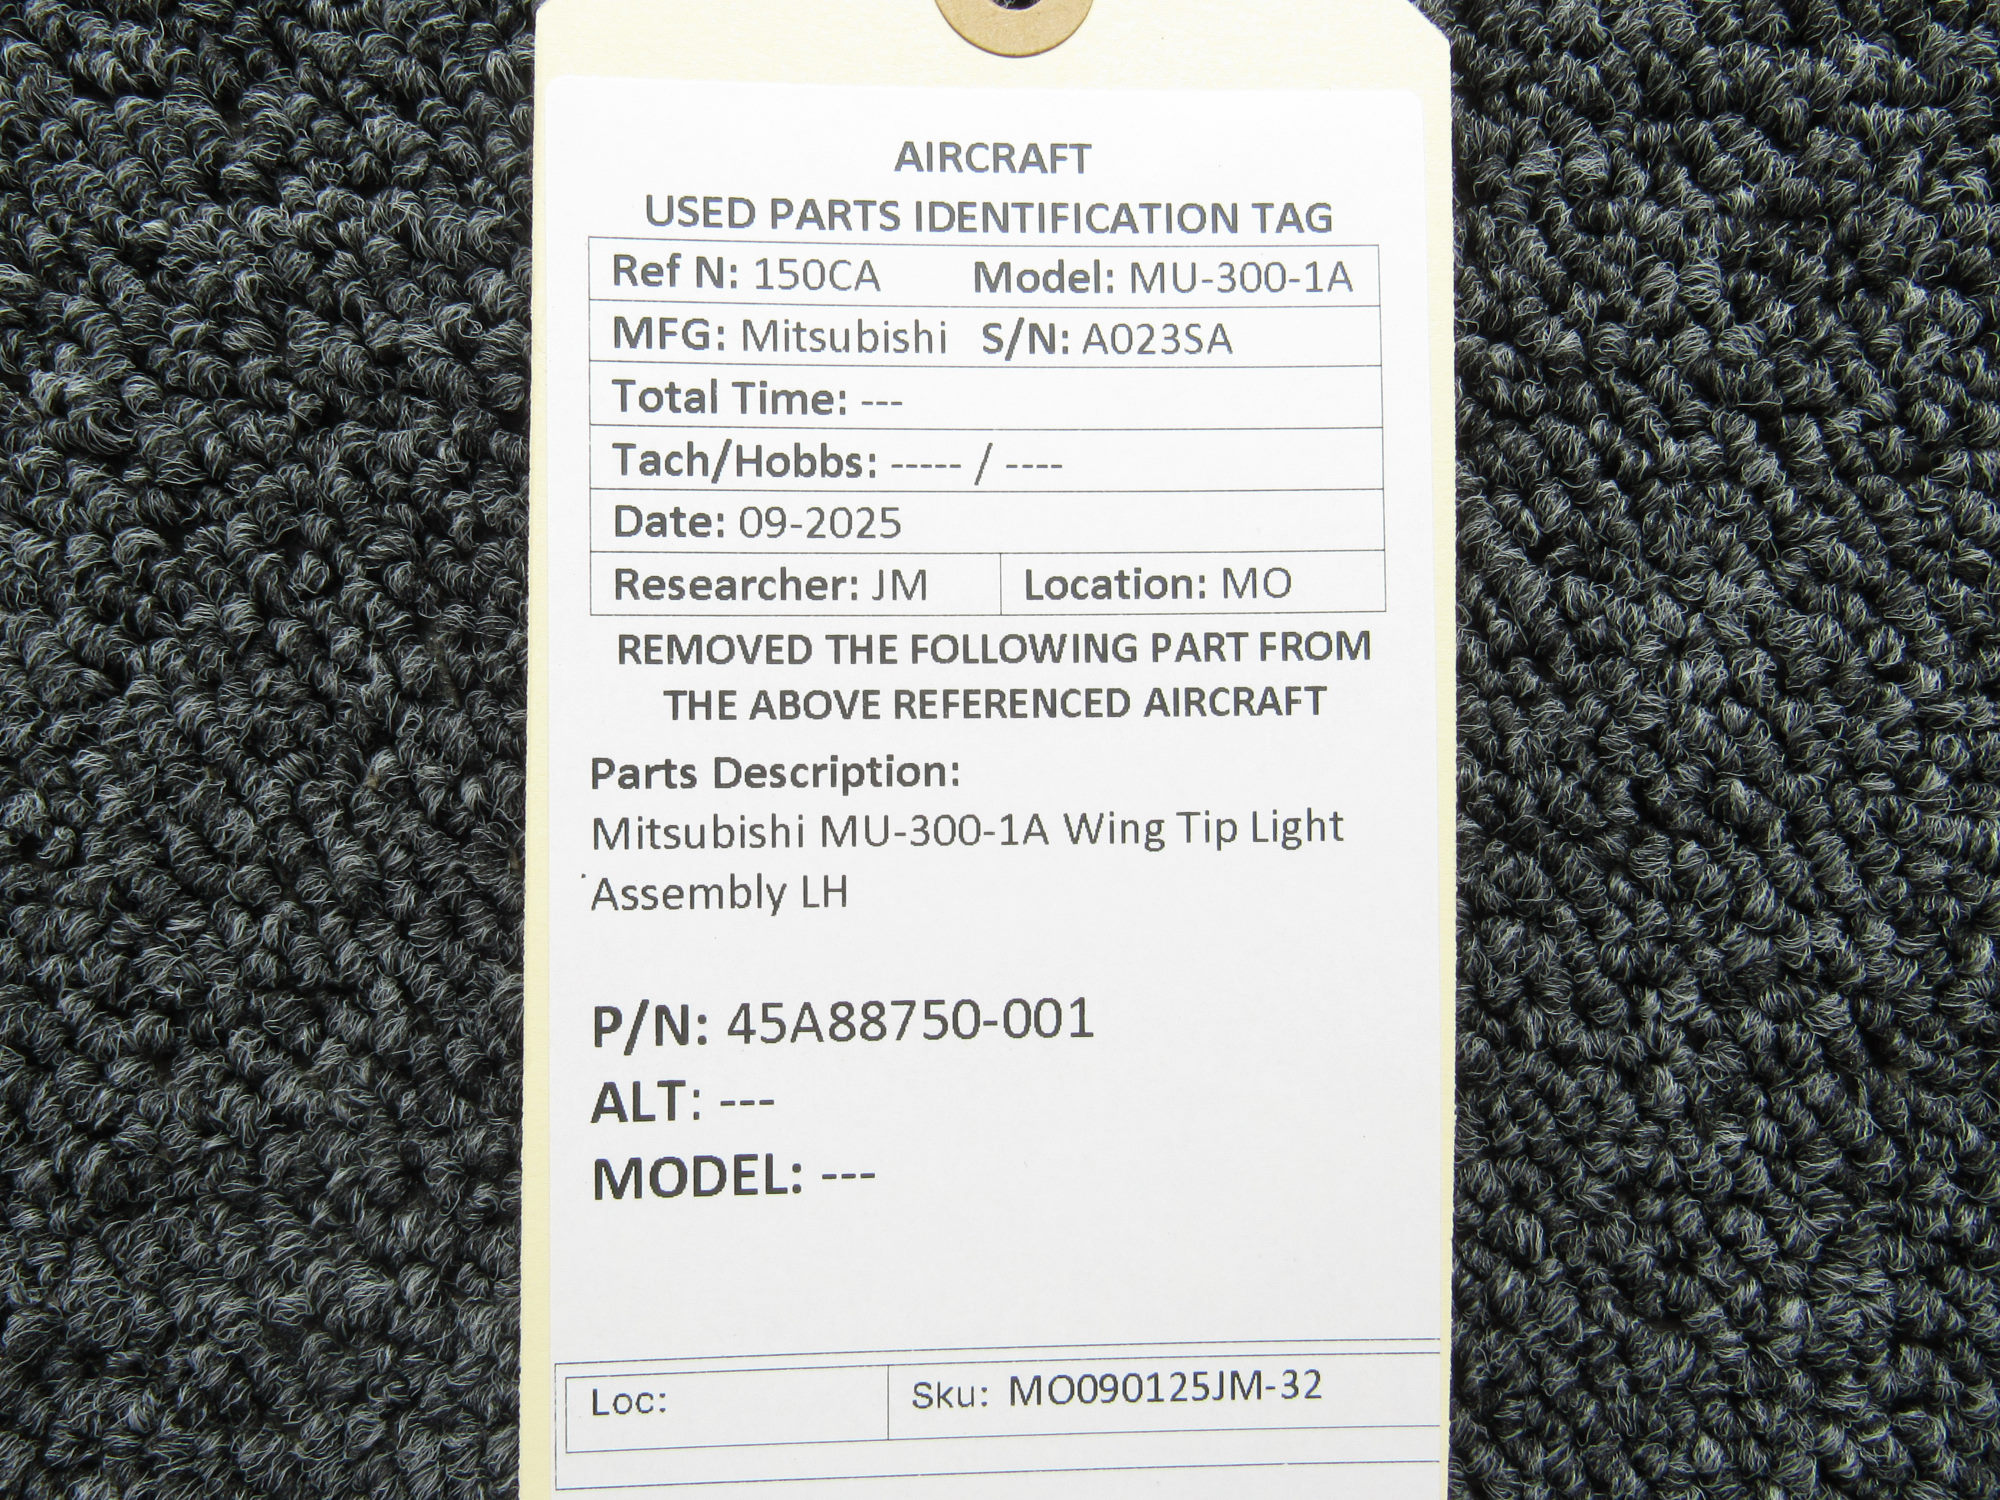 AIRCRAFT
USED PARTS IDENTIFICATION TAG
Ref N: 150CA Model: MU-300-1A
MFG: Mitsubishi S/N: A023SA
Total Time: ---
Tach/Hobbs: ----- / ----
Date: 09-2025
Researcher: JM Location: MO
REMOVED THE FOLLOWING PART FROM
THE ABOVE REFERENCED AIRCRAFT
Parts Description:
Mitsubishi MU-300-1A Wing Tip Light
Assembly LH
P/N: 45A88750-001
ALT: ---
MODEL: ---
Loc: Sku: MO090125JM-32